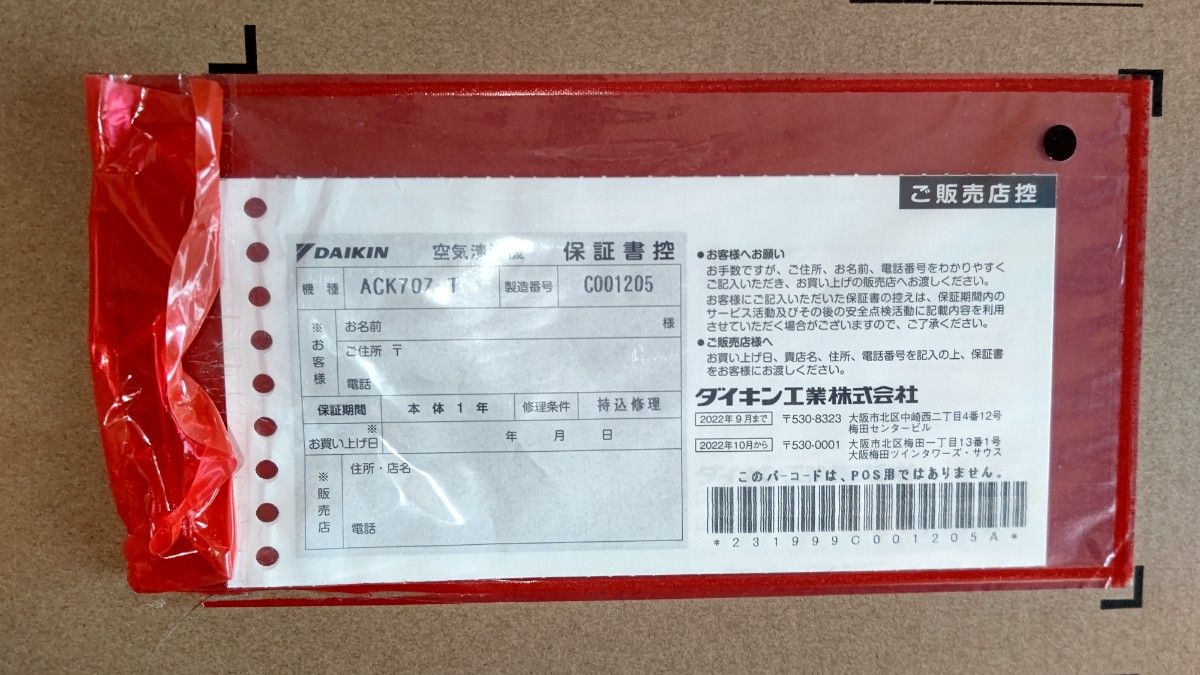 ご販売店控
DAIKIN 空気清 機 保証書控
機種 ACK707 T 製造番号 C001205
※お客様
お名前 様
ご住所 〒
電話
保証期間 本体1年 修理条件 持込修理
※
お買い上げ日 年 月 日
※販売店
住所・店名
電話
●お客様へお願い
お手数ですが、ご住所、お名前、電話番号をわかりやすく
ご記入いただき、お買い上げの販売店へお渡しください。
お客様にご記入いただいた保証書の控えは、保証期間内の
サービス活動及びその後の安全点検活動に記載内容を利用
させていただく場合がございますので、ご了承ください。
●ご販売店様へ
お買い上げ日、貴店名、住所、電話番号を記入の上、保証書
をお客様にお渡しください。
ダイキン工業株式会社
2022年9月まで 〒530-8323 大阪市北区中崎西二丁目4番12号
梅田センタービル
2022年10月から 〒530-0001 大阪市北区梅田一丁目13番1号
大阪梅田ツインタワーズ・サウス
このバーコードは、POS用ではありません。
*231999C001205A*